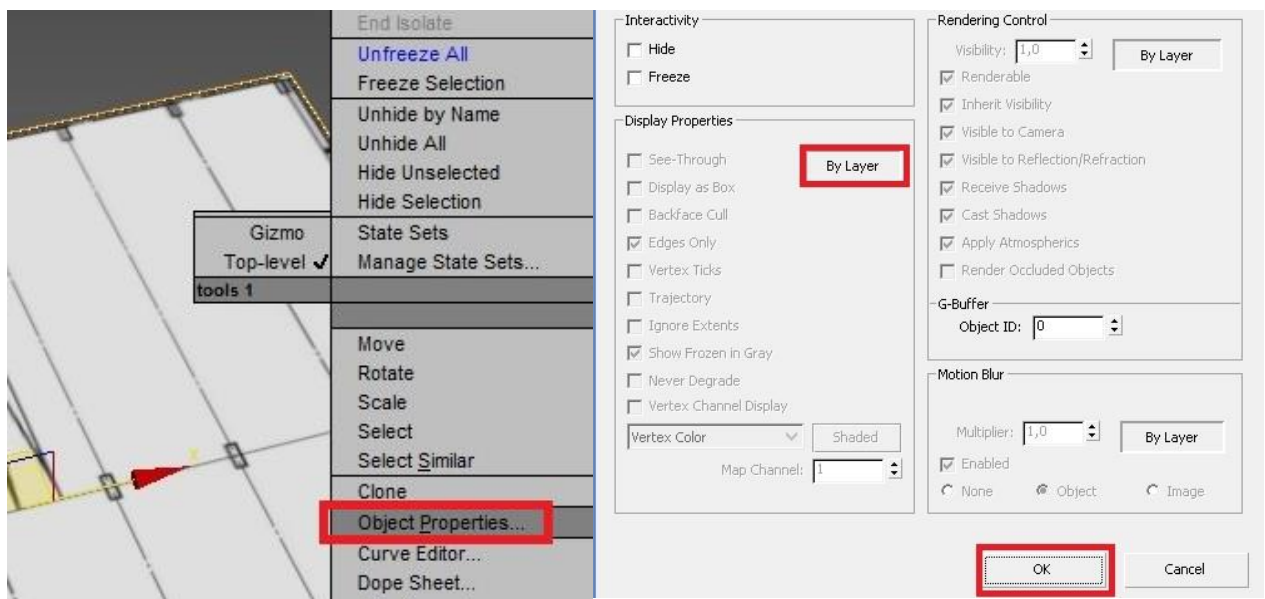 End Isolate
Unfreeze All
Freeze Selection
Unhide by Name
Unhide All
Hide Unselected
Hide Selection
Gizmo
State Sets
Top-level ✓
Manage State Sets...
tools 1
Move
Rotate
Scale
Select
Select Similar
Clone
Object Properties...
Curve Editor...
Dope Sheet...
x
Interactivity
Hide
Freeze
Display Properties
See-Through
By Layer
Display as Box
Backface Cull
Edges Only
Vertex Ticks
Trajectory
Ignore Extents
Show Frozen in Gray
Never Degrade
Vertex Channel Display
Vertex Color
Shaded
Map Channel: 1
Rendering Control
Visibility: 1,0
By Layer
Renderable
Inherit Visibility
Visible to Camera
Visible to Reflection/Refraction
Receive Shadows
Cast Shadows
Apply Atmospherics
Render Occluded Objects
G-Buffer
Object ID: 0
Motion Blur
Multiplier: 1,0
By Layer
Enabled
None Object Image
OK Cancel